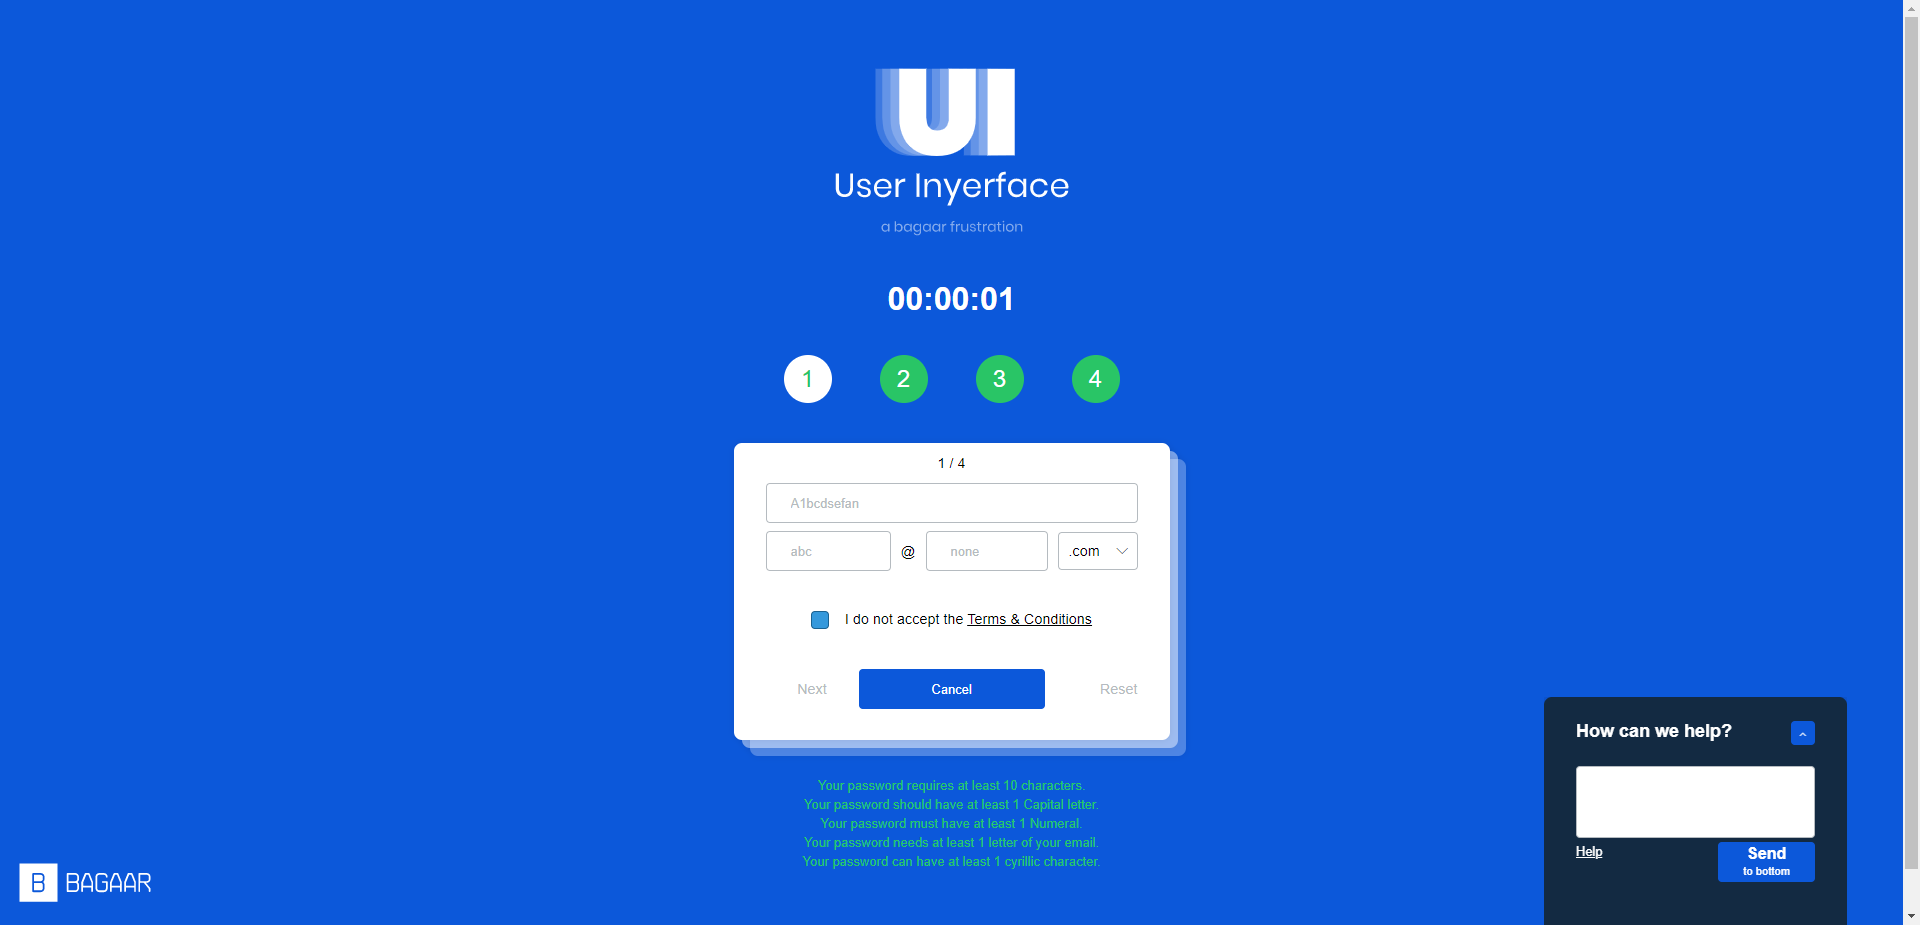 UI
User Inyerface
a bagaar frustration
00:00:01
1 2 3 4
1 / 4
A1bcdsefan
abc @ none .com
I do not accept the Terms & Conditions
Next Cancel Reset
Your password requires at least 10 characters.
Your password should have at least 1 Capital letter.
Your password must have at least 1 Numeral.
Your password needs at least 1 letter of your email.
Your password can have at least 1 cyrillic character.
B BAGAAR
How can we help?
Help
Send
to bottom